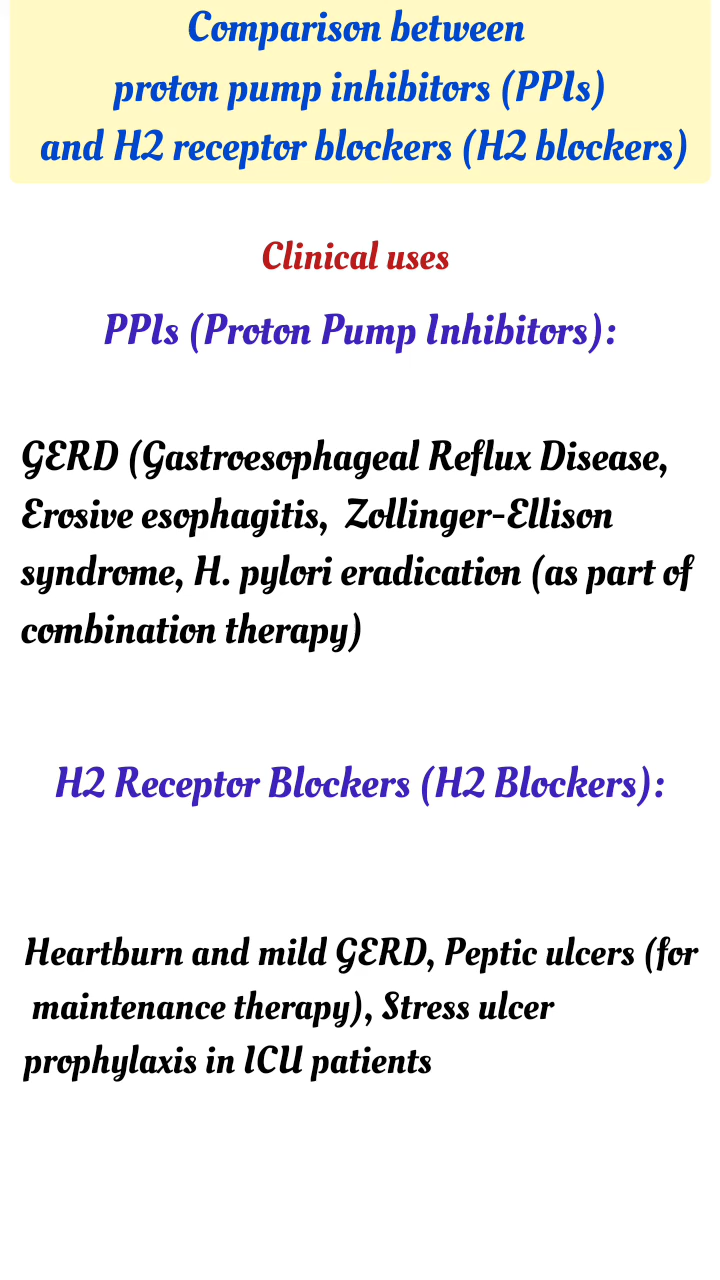 Comparison between
proton pump inhibitors (PPIs)
and H2 receptor blockers (H2 blockers)
Clinical uses
PPIs (Proton Pump Inhibitors):
GERD (Gastroesophageal Reflux Disease,
Erosive esophagitis, Zollinger-Ellison
syndrome, H. pylori eradication (as part of
combination therapy)
H2 Receptor Blockers (H2 Blockers):
Heartburn and mild GERD, Peptic ulcers (for
maintenance therapy), Stress ulcer
prophylaxis in ICU patients